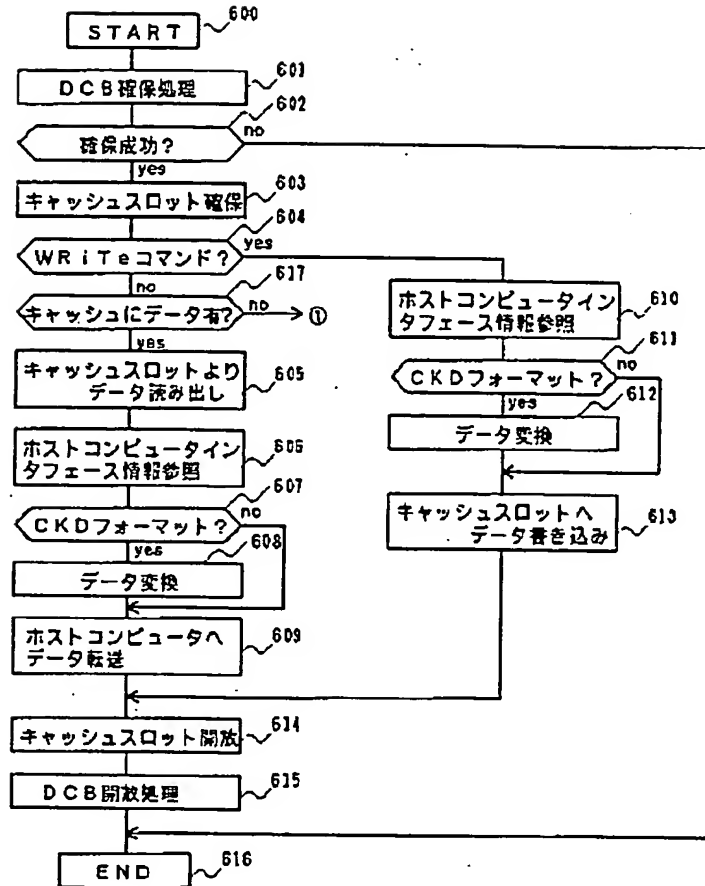 START
600
DCB確保処理
601
602
確保成功?
no
yes
キャッシュスロット確保
603
604
WRiTeコマンド?
yes
no
617
キャッシュにデータ有?
no
①
yes
キャッシュスロットより
データ読み出し
605
ホストコンピュータイン
タフェース情報参照
606
607
CKDフォーマット?
no
yes
608
データ変換
ホストコンピュータへ
データ転送
609
ホストコンピュータイン
タフェース情報参照
610
611
CKDフォーマット?
no
yes
612
データ変換
キャッシュスロットへ
データ書き込み
613
キャッシュスロット開放
614
DCB開放処理
615
END
616